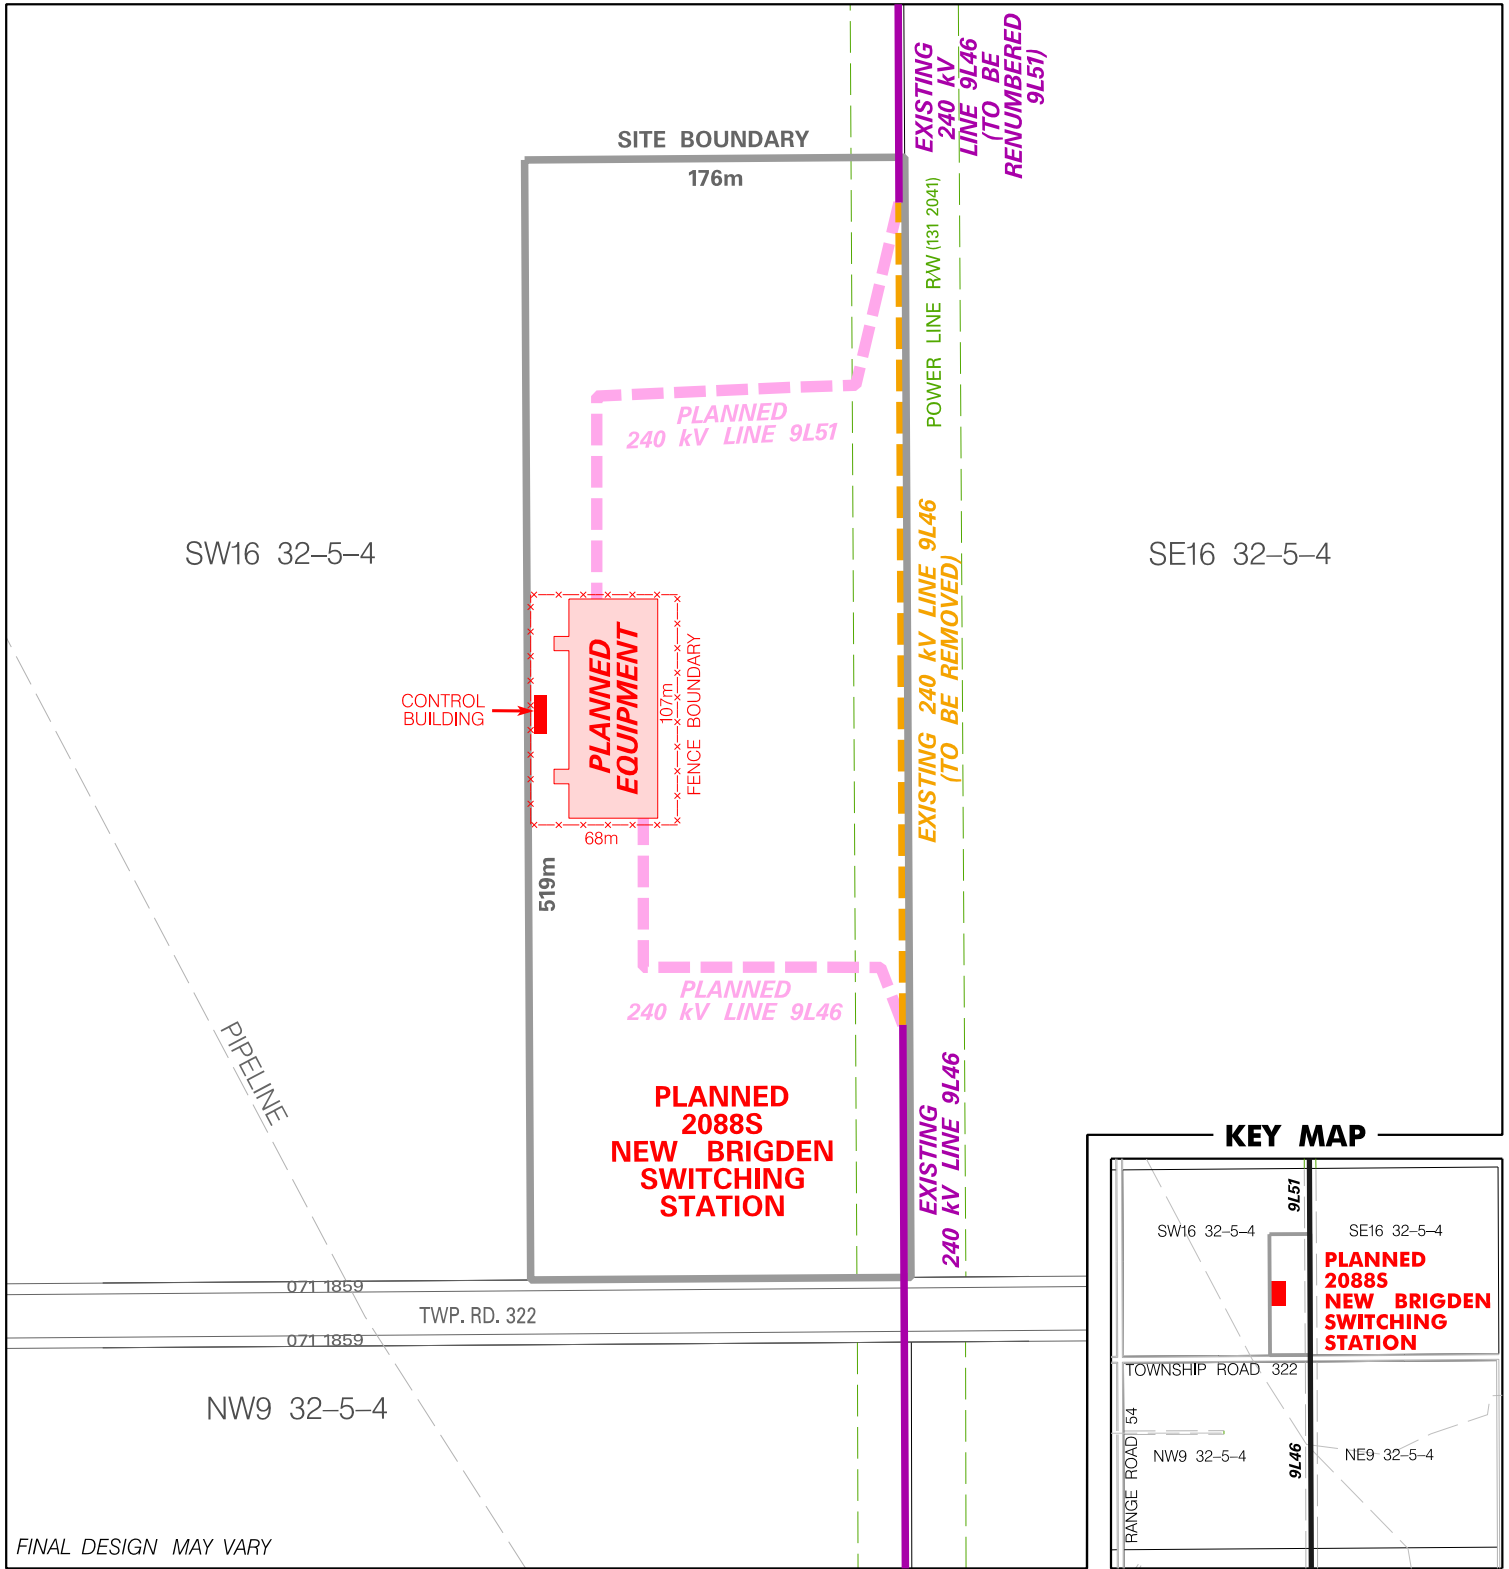 EXISTING
240 kV
LINE 9L46
(TO BE
RENUMBERED
9L51)
SITE BOUNDARY
176m
POWER LINE R/W (131 2041)
PLANNED
240 kV LINE 9L51
SW16 32–5–4
SE16 32–5–4
EXISTING 240 kV LINE 9L46
(TO BE REMOVED)
CONTROL
BUILDING
PLANNED
EQUIPMENT
107m
FENCE BOUNDARY
68m
519m
PLANNED
240 kV LINE 9L46
PIPELINE
EXISTING
240 kV LINE 9L46
PLANNED
2088S
NEW BRIGDEN
SWITCHING
STATION
071 1859
TWP. RD. 322
071 1859
NW9 32–5–4
FINAL DESIGN MAY VARY
KEY MAP
9L51
SW16 32–5–4
SE16 32–5–4
PLANNED
2088S
NEW BRIGDEN
SWITCHING
STATION
TOWNSHIP ROAD 322
RANGE ROAD 54
NW9 32–5–4
9L46
NE9 32–5–4